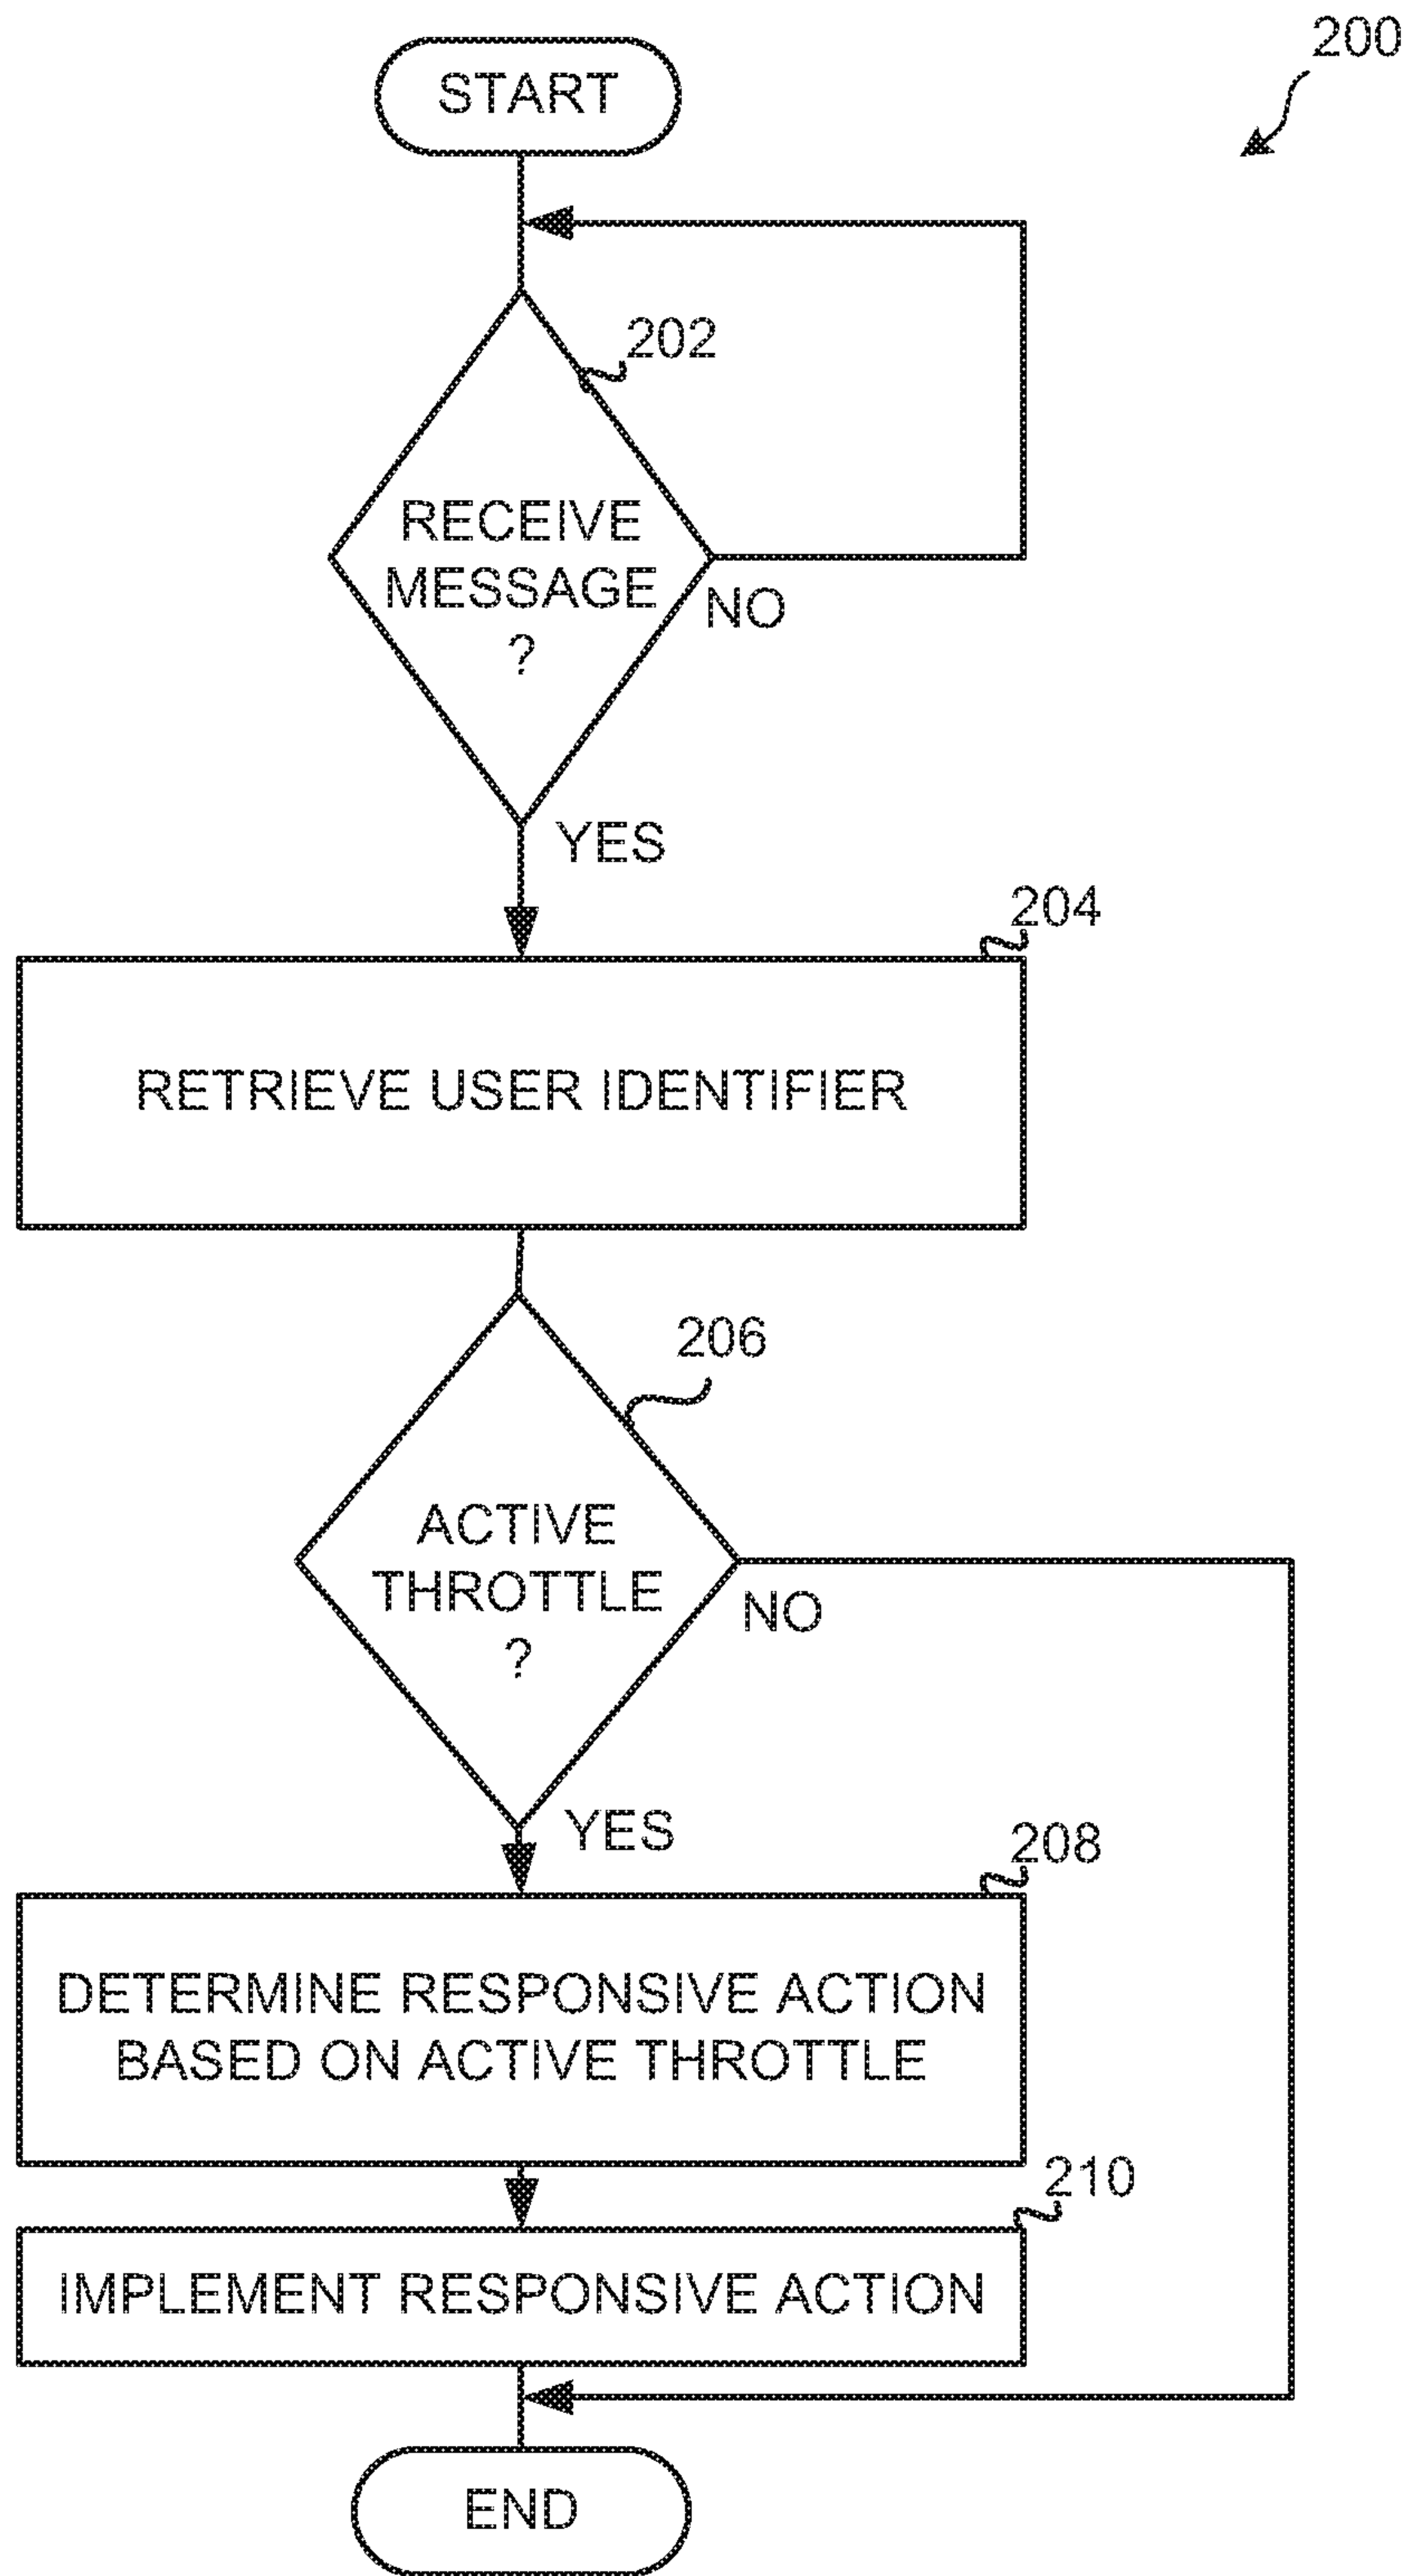 200
START
202
RECEIVE
MESSAGE
?
NO
YES
204
RETRIEVE USER IDENTIFIER
206
ACTIVE
THROTTLE
?
NO
YES
208
DETERMINE RESPONSIVE ACTION
BASED ON ACTIVE THROTTLE
210
IMPLEMENT RESPONSIVE ACTION
END